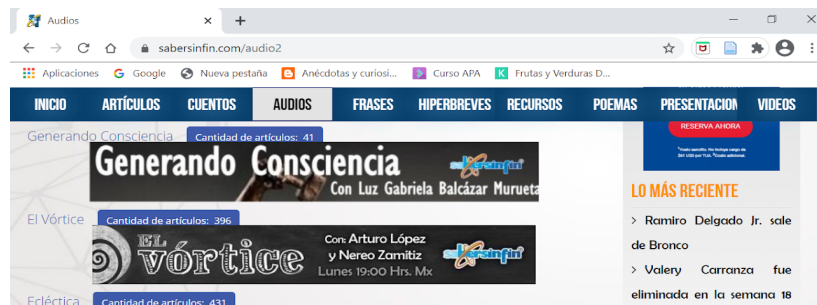 Audios
sabersinfin.com/audio2
Aplicaciones Google Nueva pestaña Anécdotas y curiosi... Curso APA Frutas y Verduras D...
INICIO ARTÍCULOS CUENTOS AUDIOS FRASES HIPERBREVES RECURSOS POEMAS PRESENTACION VIDEOS
Generando Consciencia Cantidad de artículos: 41
Generando Consciencia
sabersinfin
Con Luz Gabriela Balcázar Murueta
El Vórtice Cantidad de artículos: 396
EL vórtice
Con: Arturo López
y Nereo Zamitiz
Lunes 19:00 Hrs. Mx
sabersinfin
Ecléctica Cantidad de artículos: 431
RESERVA AHORA
LO MÁS RECIENTE
> Ramiro Delgado Jr. sale
de Bronco
> Valery Carranza fue
eliminada en la semana 18